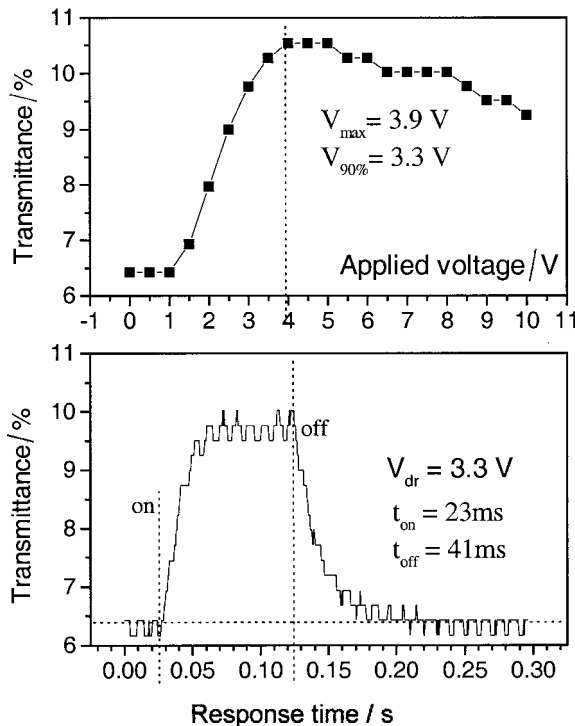 11
10
9
8
7
6
Transmittance/%
V_max = 3.9 V
V_90% = 3.3 V
Applied voltage/V
-1 0 1 2 3 4 5 6 7 8 9 10 11
11
10
9
8
7
6
Transmittance/%
on
off
V_dr = 3.3 V
t_on = 23ms
t_off = 41ms
0.00 0.05 0.10 0.15 0.20 0.25 0.30
Response time / s